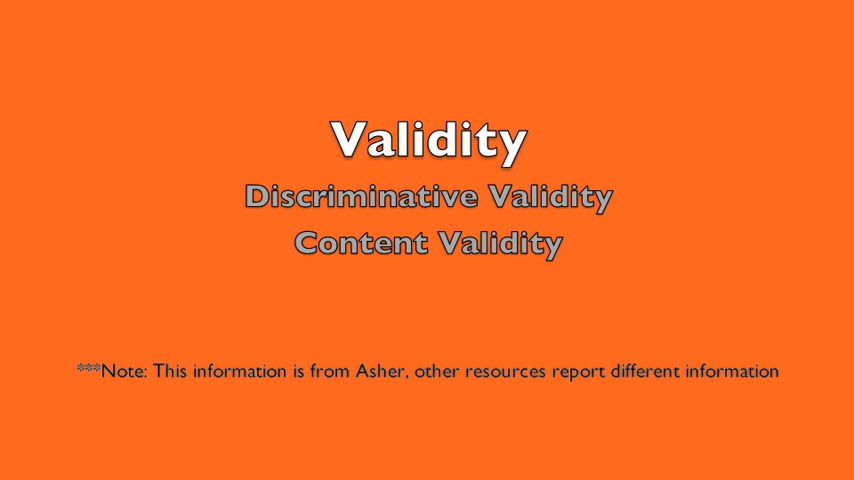 Validity
Discriminative Validity
Content Validity
***Note: This information is from Asher, other resources report different information